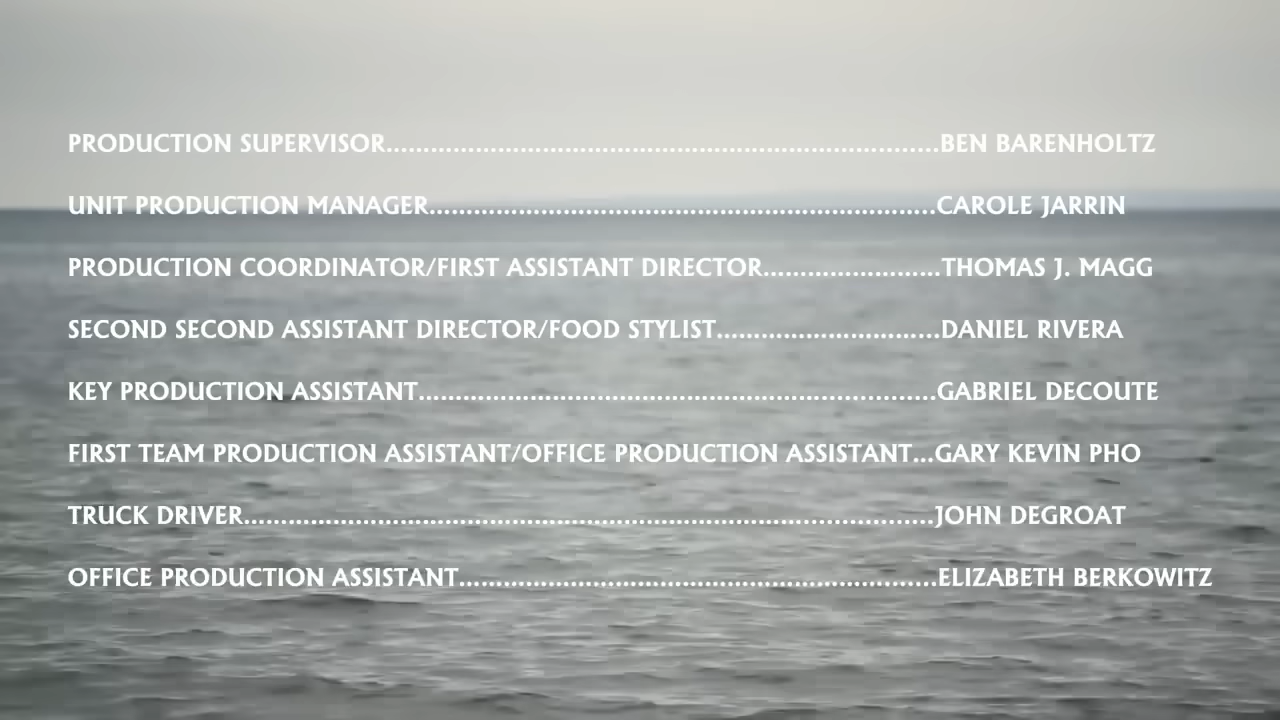 PRODUCTION SUPERVISOR..........................................................................BEN BARENHOLTZ
UNIT PRODUCTION MANAGER....................................................................CAROLE JARRIN
PRODUCTION COORDINATOR/FIRST ASSISTANT DIRECTOR........................THOMAS J. MAGG
SECOND SECOND ASSISTANT DIRECTOR/FOOD STYLIST..............................DANIEL RIVERA
KEY PRODUCTION ASSISTANT.....................................................................GABRIEL DECOUTE
FIRST TEAM PRODUCTION ASSISTANT/OFFICE PRODUCTION ASSISTANT...GARY KEVIN PHO
TRUCK DRIVER............................................................................................JOHN DEGROAT
OFFICE PRODUCTION ASSISTANT................................................................ELIZABETH BERKOWITZ